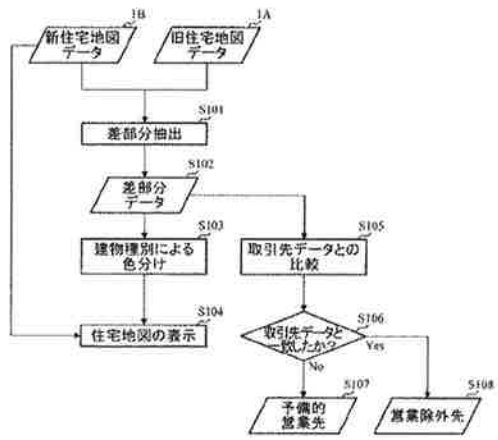 1B
新住宅地図
データ
1A
旧住宅地図
データ
S101
差部分抽出
S102
差部分
データ
S103
建物種別による
色分け
S105
取引先データとの
比較
S104
住宅地図の表示
S106
取引先データと
一致したか?
Yes
No
S107
予備的
営業先
S108
営業除外先